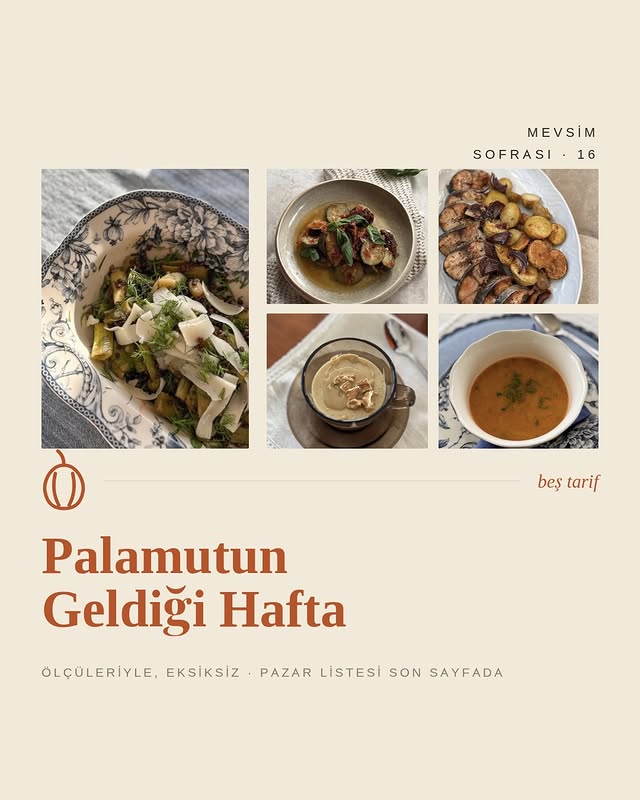 MEVSİM
SOFRASI · 16
beş tarif
Palamutun
Geldiği Hafta
ÖLÇÜLERİYLE, EKSİKSİZ · PAZAR LİSTESİ SON SAYFADA